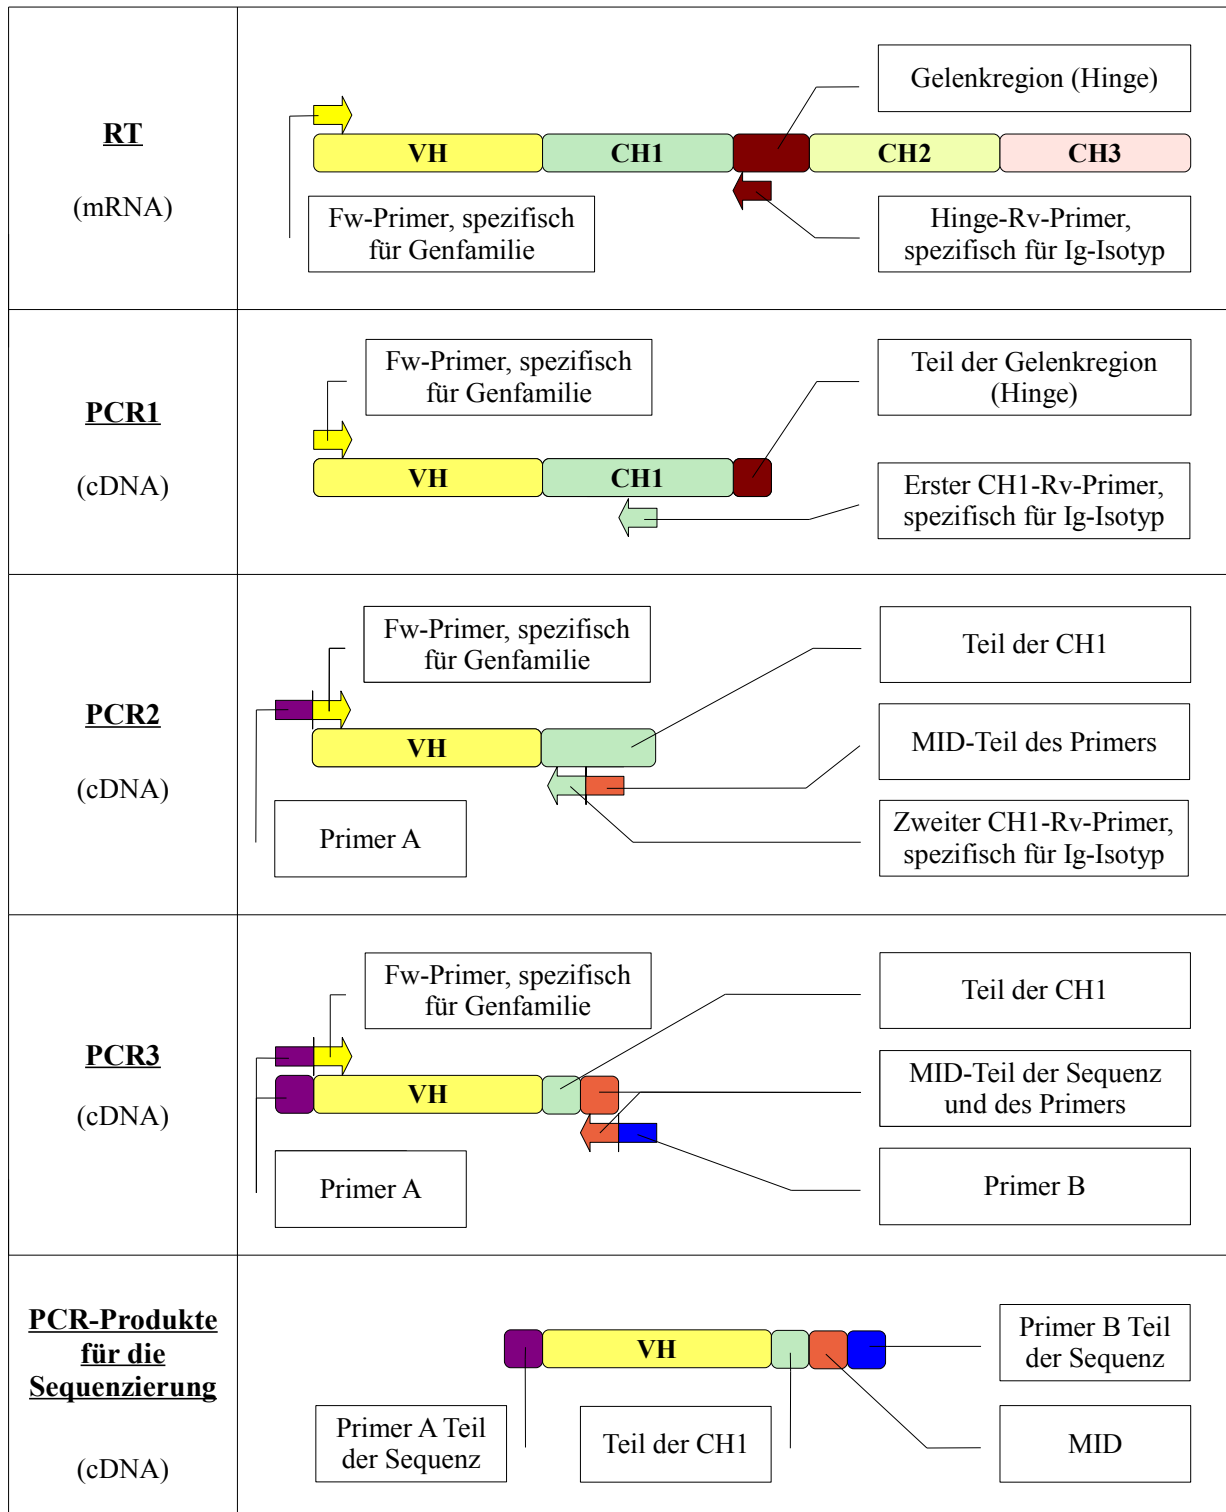 RT
(mRNA)
Gelenkregion (Hinge)
VH
CH1
CH2
CH3
Fw-Primer, spezifisch
für Genfamilie
Hinge-Rv-Primer,
spezifisch für Ig-Isotyp
PCR1
(cDNA)
Fw-Primer, spezifisch
für Genfamilie
Teil der Gelenkregion
(Hinge)
VH
CH1
Erster CH1-Rv-Primer,
spezifisch für Ig-Isotyp
PCR2
(cDNA)
Fw-Primer, spezifisch
für Genfamilie
Teil der CH1
VH
MID-Teil des Primers
Primer A
Zweiter CH1-Rv-Primer,
spezifisch für Ig-Isotyp
PCR3
(cDNA)
Fw-Primer, spezifisch
für Genfamilie
Teil der CH1
VH
MID-Teil der Sequenz
und des Primers
Primer A
Primer B
PCR-Produkte
für die
Sequenzierung
(cDNA)
VH
Primer B Teil
der Sequenz
Primer A Teil
der Sequenz
Teil der CH1
MID